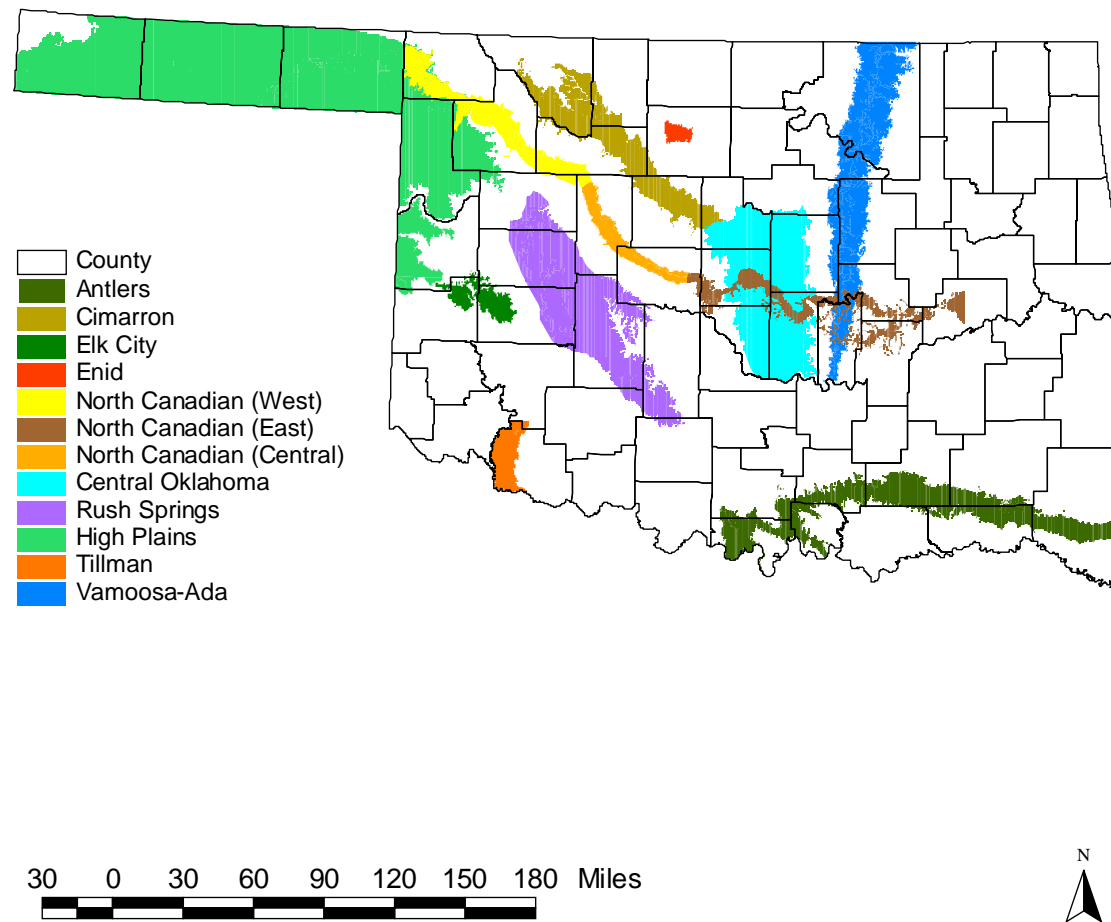 County
Antlers
Cimarron
Elk City
Enid
North Canadian (West)
North Canadian (East)
North Canadian (Central)
Central Oklahoma
Rush Springs
High Plains
Tillman
Vamoosa-Ada
30 0 30 60 90 120 150 180 Miles
N